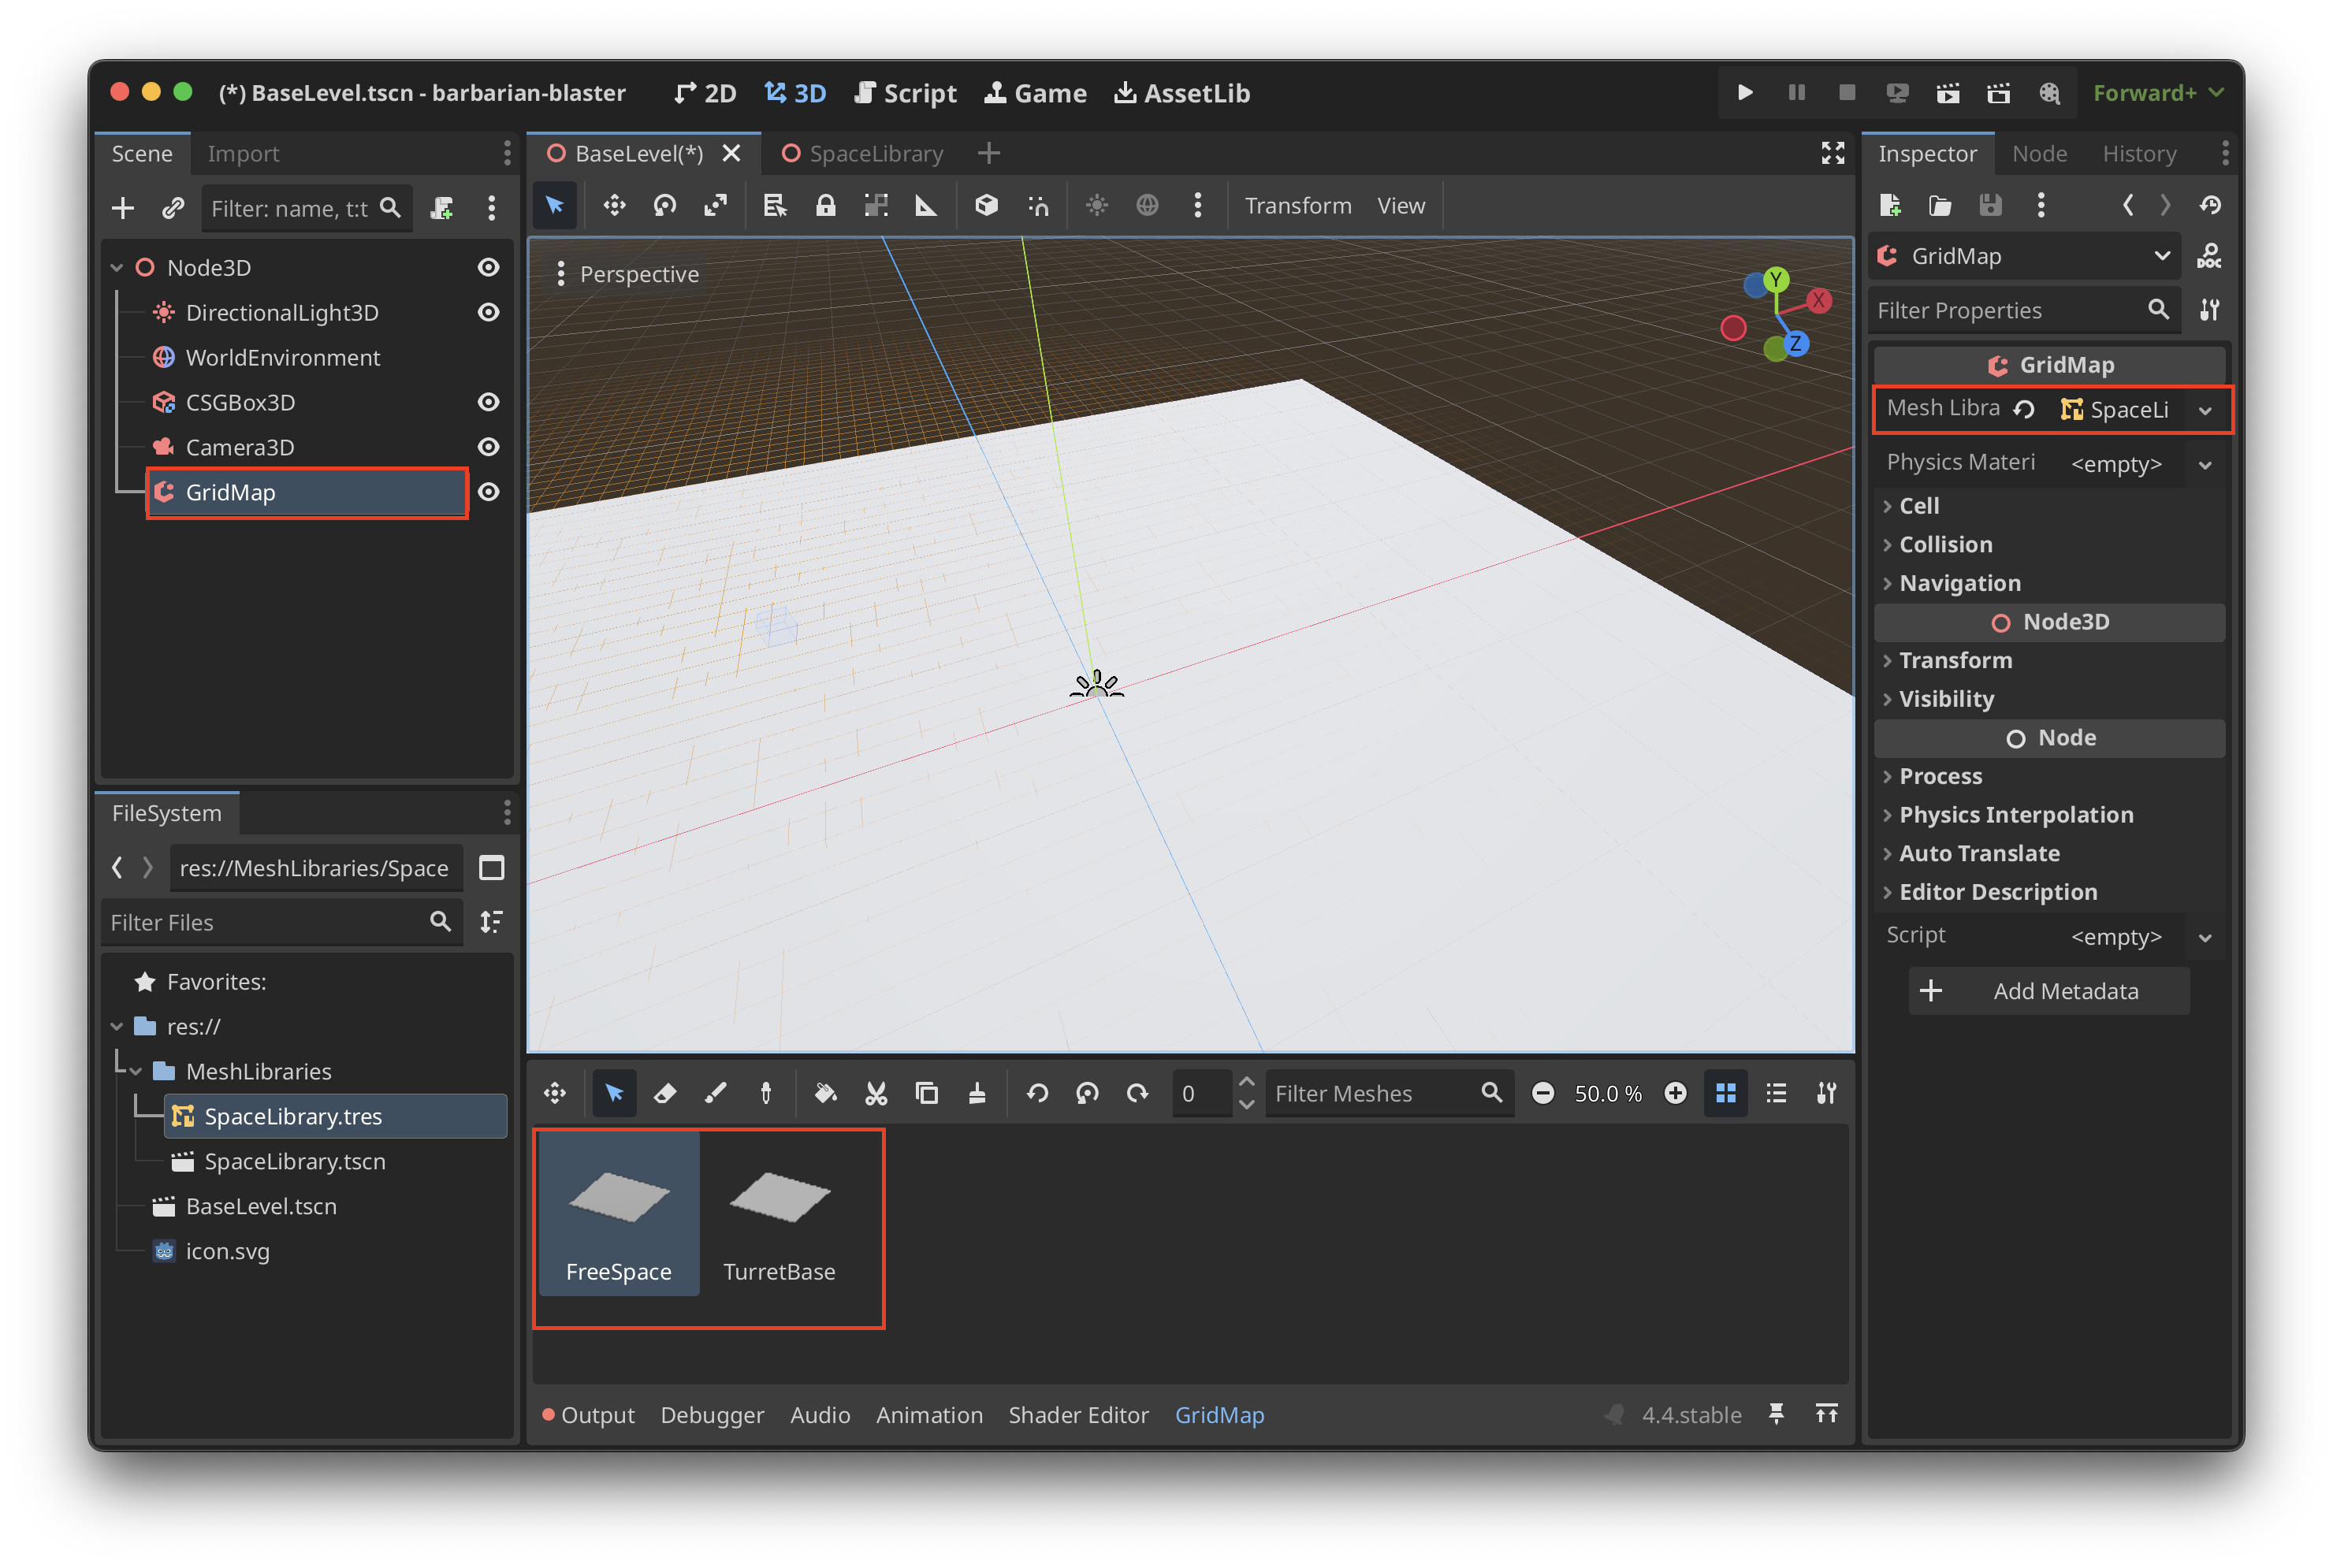 (*) BaseLevel.tscn - barbarian-blaster
2D
3D
Script
Game
AssetLib
Forward+
Scene
Import
Filter: name, t:t
Node3D
DirectionalLight3D
WorldEnvironment
CSGBox3D
Camera3D
GridMap
FileSystem
res://MeshLibraries/Space
Filter Files
Favorites:
res://
MeshLibraries
SpaceLibrary.tres
SpaceLibrary.tscn
BaseLevel.tscn
icon.svg
BaseLevel(*)
SpaceLibrary
Transform
View
Perspective
Y
X
Z
0
Filter Meshes
50.0 %
FreeSpace
TurretBase
Output
Debugger
Audio
Animation
Shader Editor
GridMap
4.4.stable
Inspector
Node
History
GridMap
DOC
Filter Properties
GridMap
Mesh Libra
SpaceLi
Physics Materi
<empty>
Cell
Collision
Navigation
Node3D
Transform
Visibility
Node
Process
Physics Interpolation
Auto Translate
Editor Description
Script
<empty>
Add Metadata